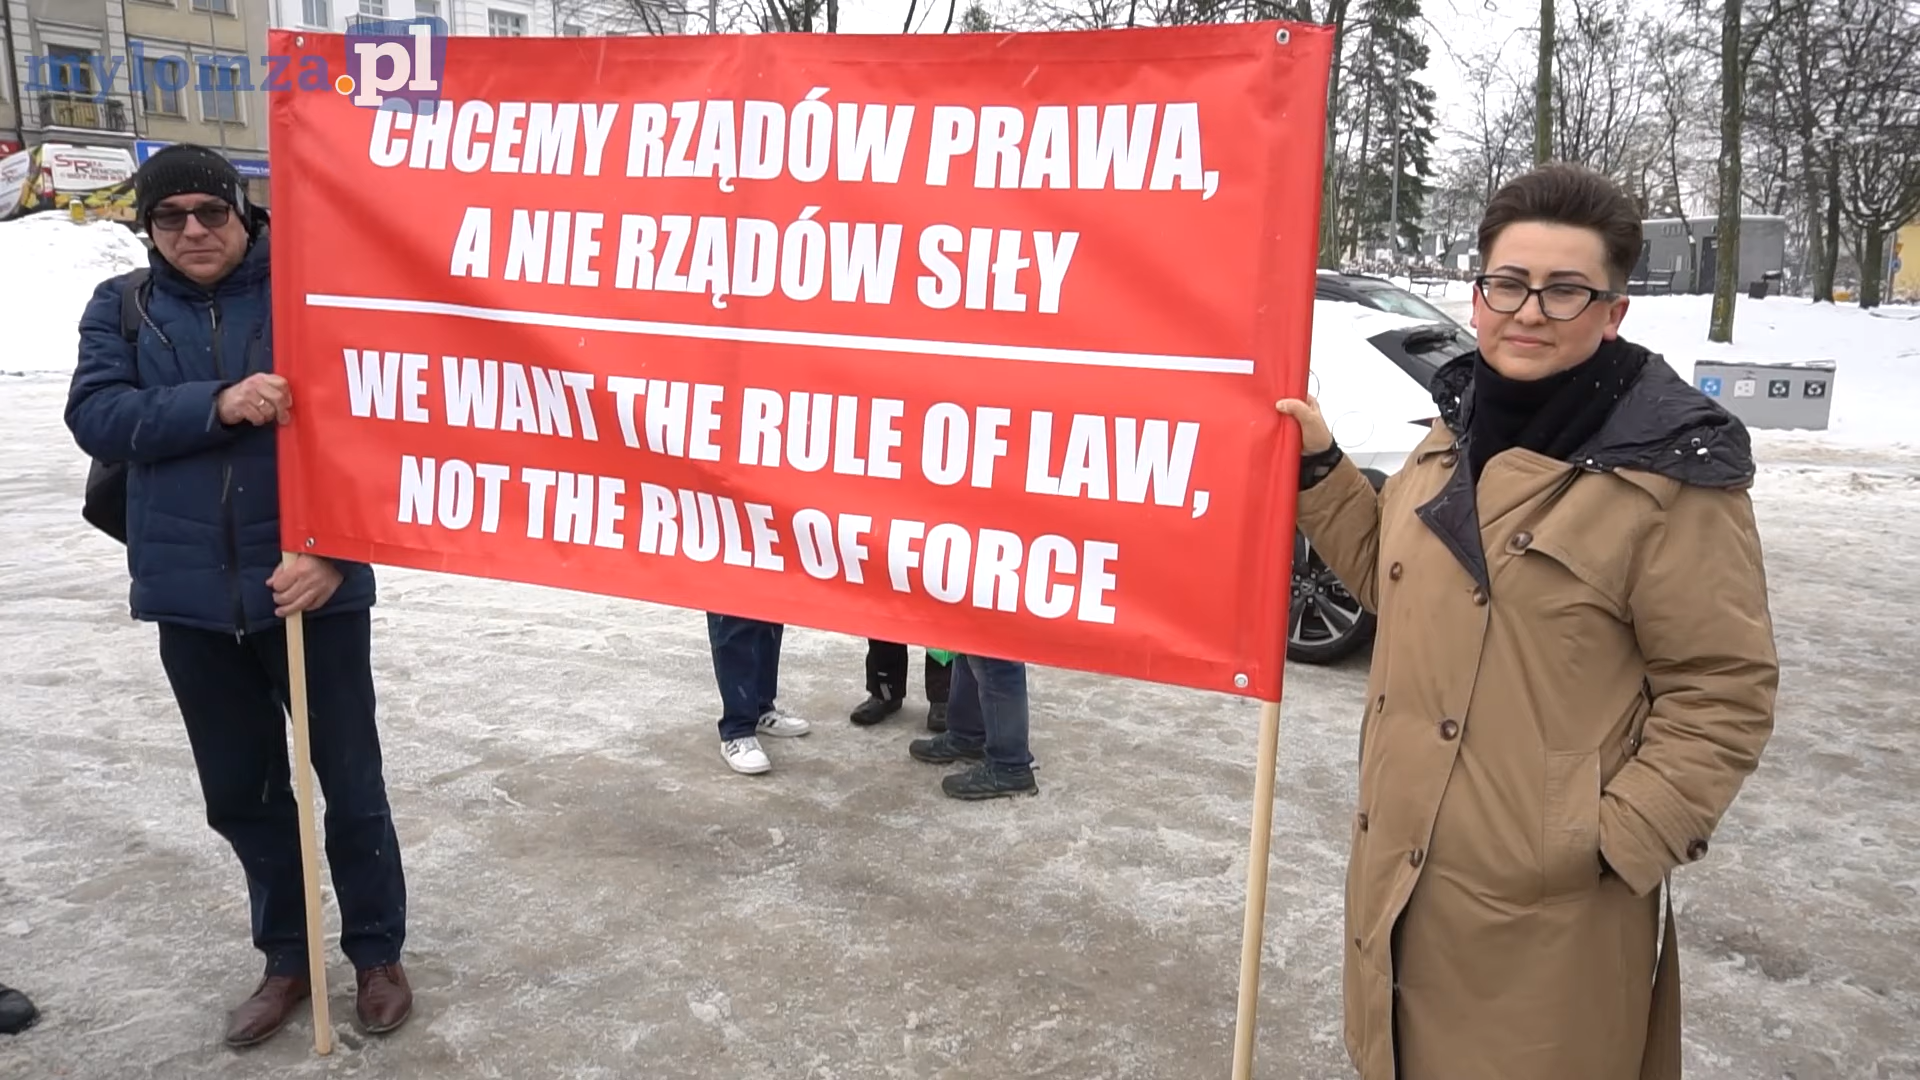 mylomza.pl
CHCEMY RZĄDÓW PRAWA,
A NIE RZĄDÓW SIŁY
WE WANT THE RULE OF LAW,
NOT THE RULE OF FORCE